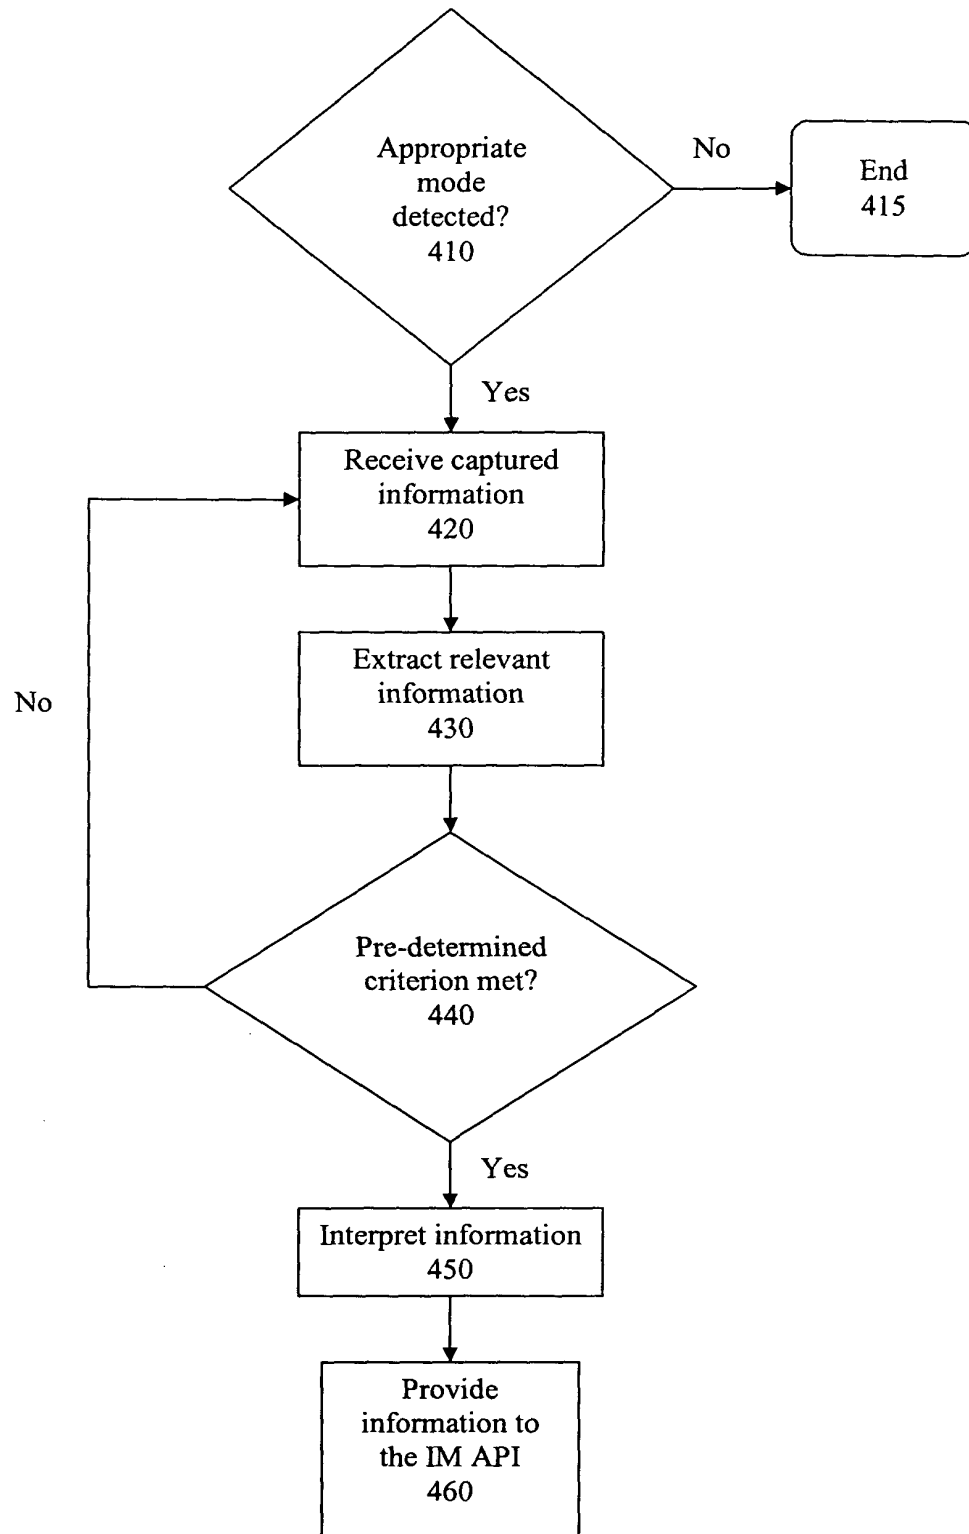 Appropriate
mode
detected?
410
No
End
415
Yes
Receive captured
information
420
Extract relevant
information
430
No
Pre-determined
criterion met?
440
Yes
Interpret information
450
Provide
information to
the IM API
460